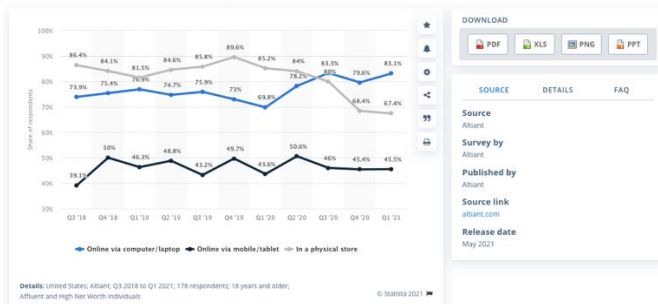 100%
90%
80%
70%
60%
50%
40%
30%
Share of respondents
86.4%
84.1%
81.5%
84.6%
85.8%
89.6%
85.2%
84%
80%
68.4%
67.4%
73.9%
75.4%
76.9%
74.7%
75.9%
73%
69.8%
78.2%
83.3%
79.6%
83.1%
39.1%
50%
46.3%
48.8%
43.2%
49.7%
43.6%
50.6%
46%
45.4%
45.5%
Q3 '18 Q4 '18 Q1 '19 Q2 '19 Q3 '19 Q4 '19 Q1 '20 Q2 '20 Q3 '20 Q4 '20 Q1 '21
Online via computer/laptop Online via mobile/tablet In a physical store
Details: United States; Altiant; Q3 2018 to Q1 2021; 178 respondents; 18 years and older;
Affluent and High Net Worth Individuals
© Statista 2021
DOWNLOAD
PDF XLS PNG PPT
SOURCE DETAILS FAQ
Source
Altiant
Survey by
Altiant
Published by
Altiant
Source link
altiant.com
Release date
May 2021